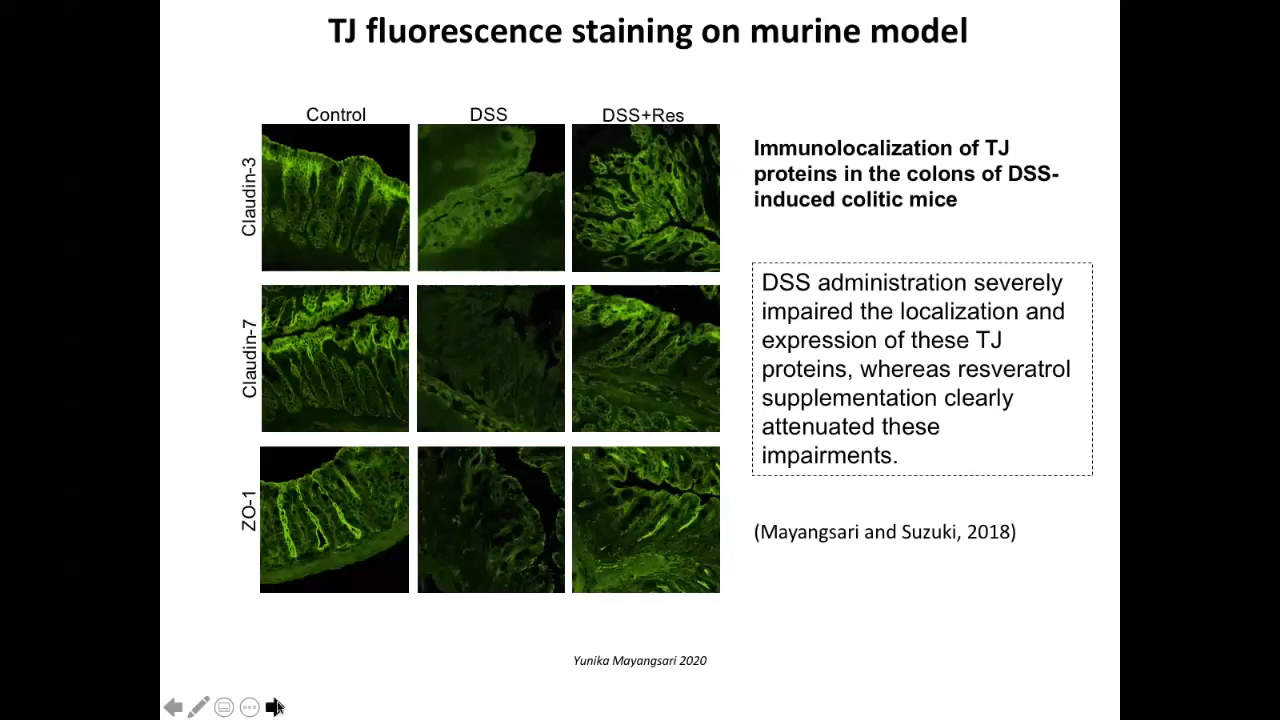 TJ fluorescence staining on murine model
Control
DSS
DSS+Res
Claudin-3
Claudin-7
ZO-1
Immunolocalization of TJ
proteins in the colons of DSS-
induced colitic mice
DSS administration severely
impaired the localization and
expression of these TJ
proteins, whereas resveratrol
supplementation clearly
attenuated these
impairments.
(Mayangsari and Suzuki, 2018)
Yunika Mayangsari 2020